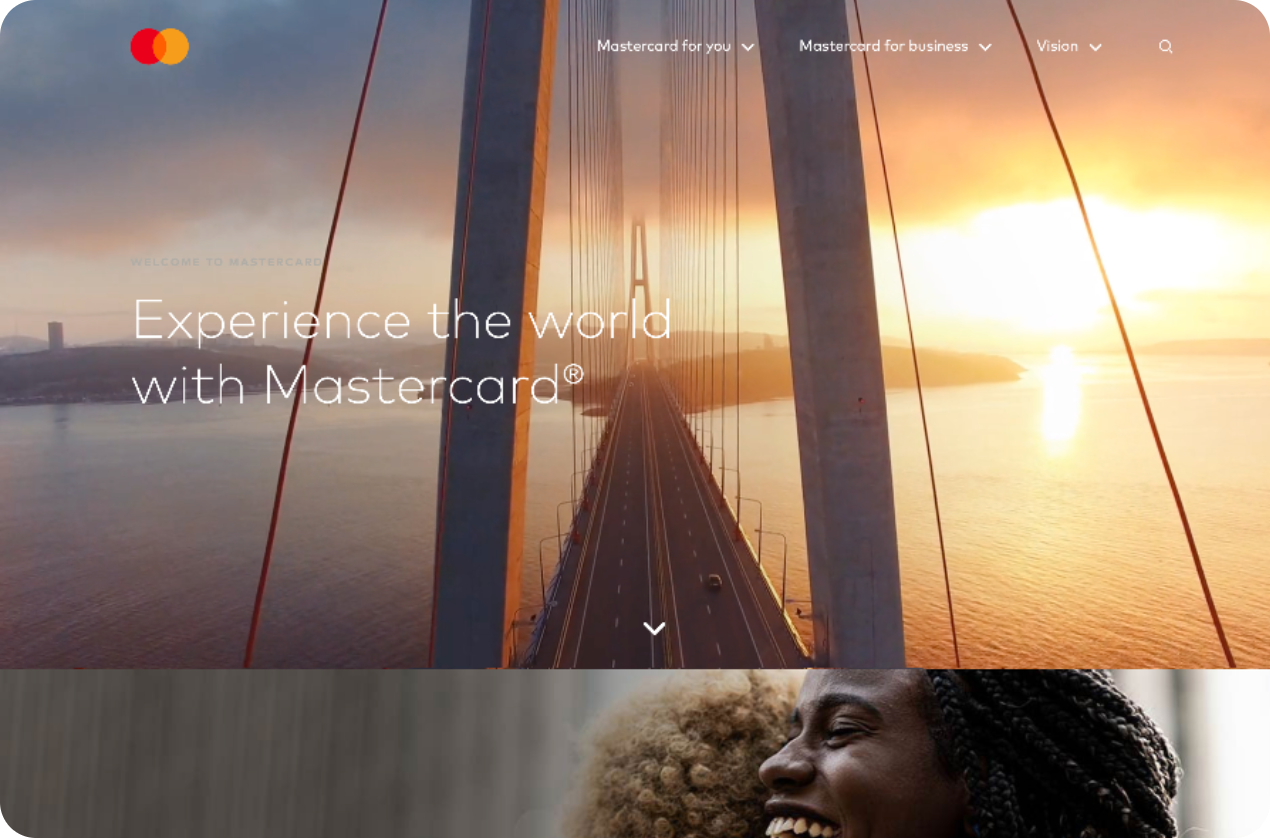 Mastercard for you
Mastercard for business
Vision
WELCOME TO MASTERCARD
Experience the world
with Mastercard®